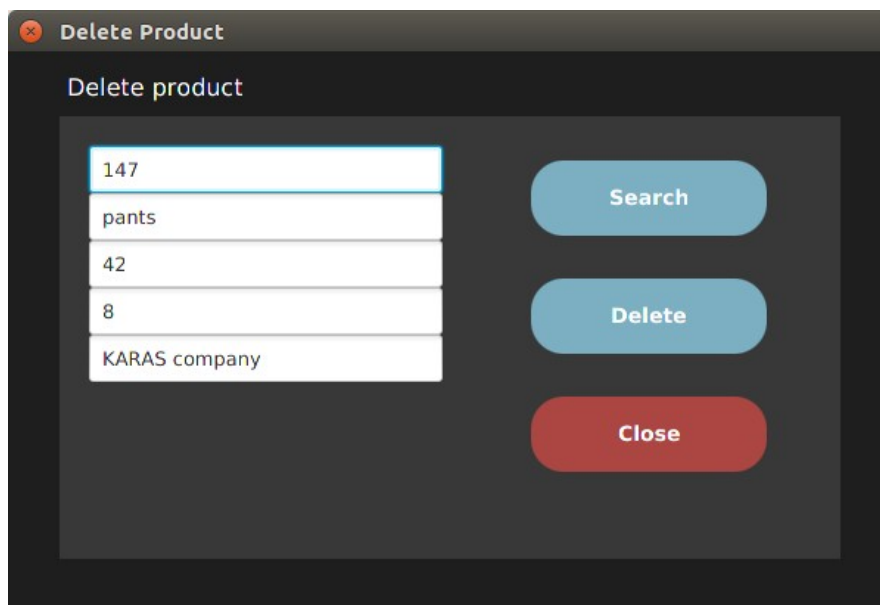 Delete Product
Delete product
147
pants
42
8
KARAS company
Search
Delete
Close